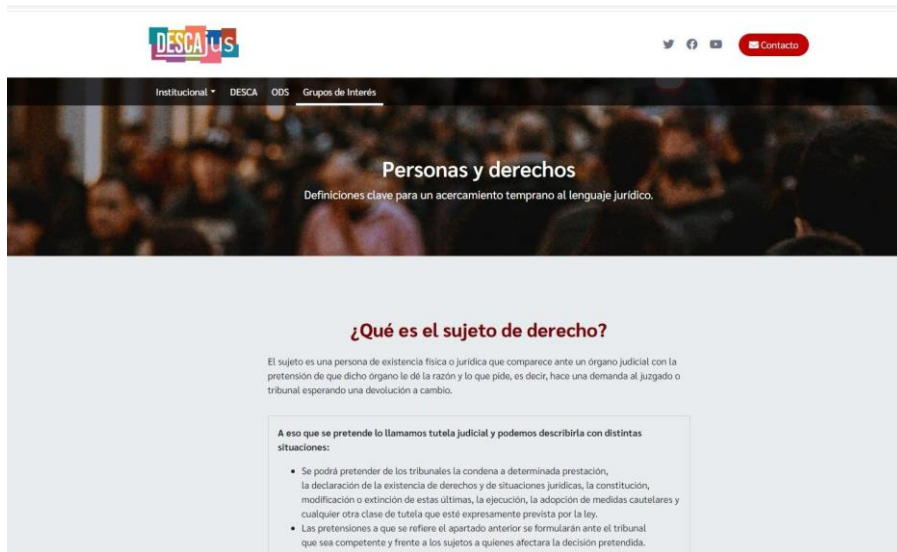 DESCAJUS
Contacto
Institucional DESCA ODS Grupos de Interés
Personas y derechos
Definiciones clave para un acercamiento temprano al lenguaje jurídico.
¿Qué es el sujeto de derecho?
El sujeto es una persona de existencia física o jurídica que comparece ante un órgano judicial con la
pretensión de que dicho órgano le dé la razón y lo que pide, es decir, hace una demanda al juzgado o
tribunal esperando una devolución a cambio.
A eso que se pretende lo llamamos tutela judicial y podemos describirla con distintas
situaciones:
• Se podrá pretender de los tribunales la condena a determinada prestación,
la declaración de la existencia de derechos y de situaciones jurídicas, la constitución,
modificación o extinción de estas últimas, la ejecución, la adopción de medidas cautelares y
cualquier otra clase de tutela que esté expresamente prevista por la ley.
• Las pretensiones a que se refiere el apartado anterior se formularán ante el tribunal
que sea competente y frente a los sujetos a quienes afectara la decisión pretendida.